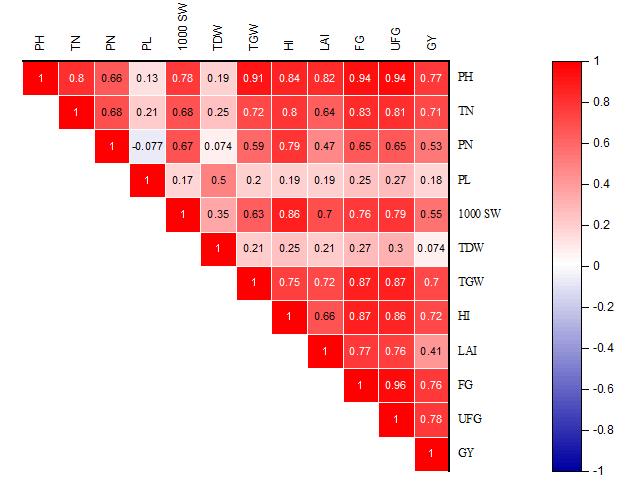 PH TN PN PL 1000 SW TDW TGW HI LAI FG UFG GY
1 0.8 0.66 0.13 0.78 0.19 0.91 0.84 0.82 0.94 0.94 0.77 PH
1 0.68 0.21 0.68 0.25 0.72 0.8 0.64 0.83 0.81 0.71 TN
1 -0.077 0.67 0.074 0.59 0.79 0.47 0.65 0.65 0.53 PN
1 0.17 0.5 0.2 0.19 0.19 0.25 0.27 0.18 PL
1 0.35 0.63 0.86 0.7 0.76 0.79 0.55 1000 SW
1 0.21 0.25 0.21 0.27 0.3 0.074 TDW
1 0.75 0.72 0.87 0.87 0.7 TGW
1 0.66 0.87 0.86 0.72 HI
1 0.77 0.76 0.41 LAI
1 0.96 0.76 FG
1 0.78 UFG
1 GY
1
0.8
0.6
0.4
0.2
0
-0.2
-0.4
-0.6
-0.8
-1